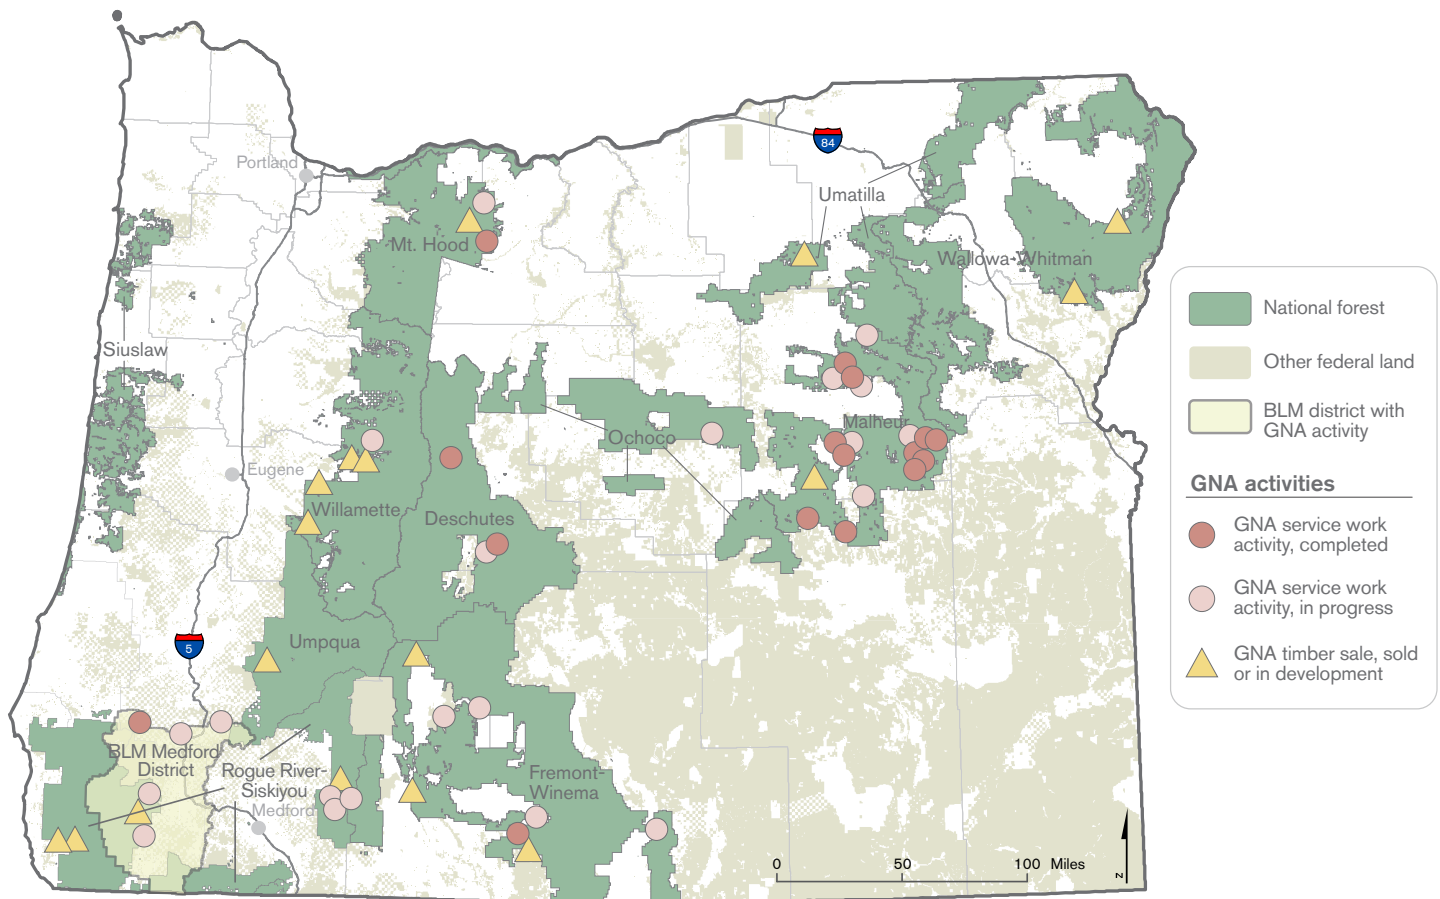 Portland
84
Umatilla
Mt. Hood
Wallowa-Whitman
Siuslaw
Malheur
Ochoco
Eugene
Willamette
Deschutes
Umpqua
5
BLM Medford
District
Rogue River-
Siskiyou
Medford
Fremont-
Winema
0 50 100 Miles
z
National forest
Other federal land
BLM district with
GNA activity
GNA activities
GNA service work
activity, completed
GNA service work
activity, in progress
GNA timber sale, sold
or in development